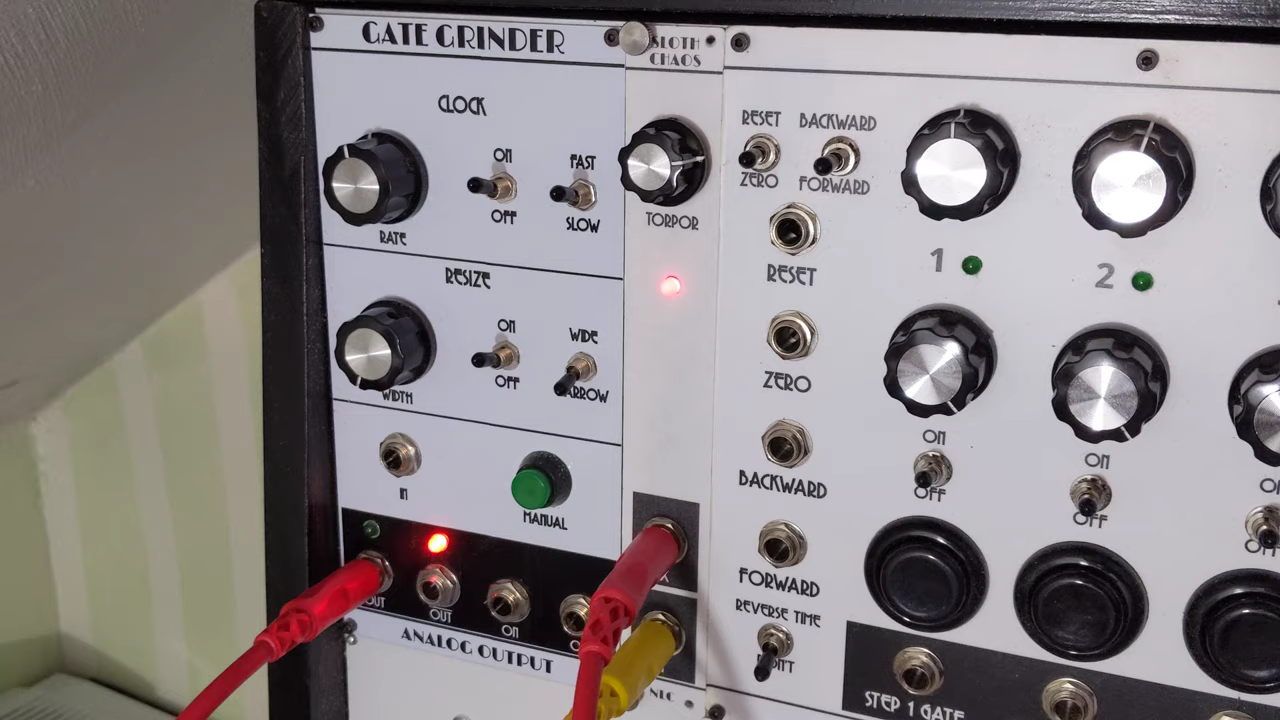 GATE GRINDER
CLOCK
ON
OFF
FAST
SLOW
RATE
RESIZE
ON
OFF
WIDE
WIDTH
IN
MANUAL
OUT
OUT
ON
ANALOG OUTPUT
SLOTH
CHAOS
TORPOR
NLC
RESET
ZERO
BACKWARD
FORWARD
RESET
ZERO
BACKWARD
FORWARD
REVERSE TIME
DON'T
1
2
ON
OFF
ON
OFF
STEP 1 GATE